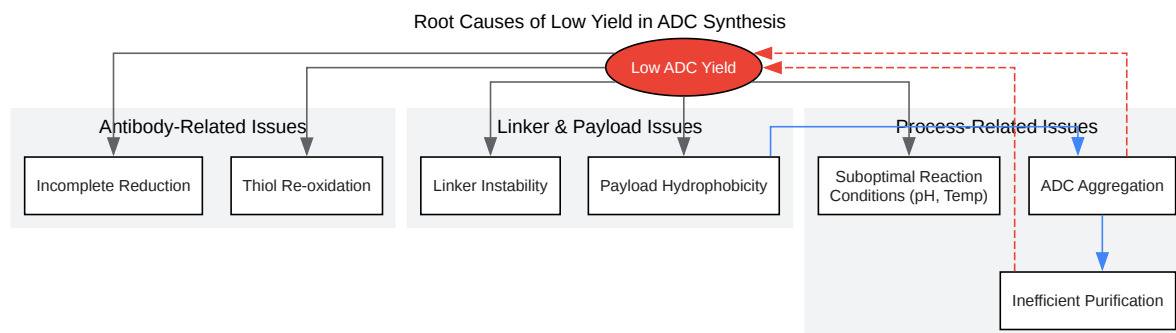 Root Causes of Low Yield in ADC Synthesis
Low ADC Yield
Antibody-Related Issues
Linker & Payload Issues
Process-Related Issues
Incomplete Reduction
Thiol Re-oxidation
Linker Instability
Payload Hydrophobicity
Suboptimal Reaction
Conditions (pH, Temp)
ADC Aggregation
Inefficient Purification